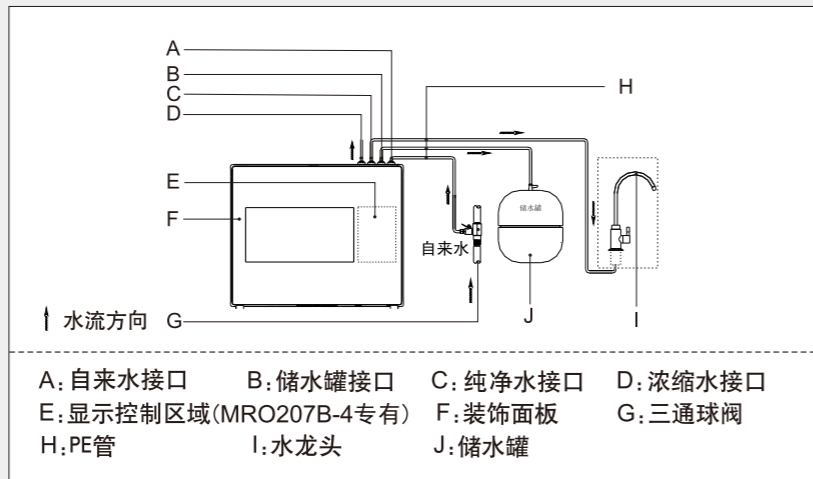 A
B
C
D
E
F
H
储水罐
自来水
水流方向
G
J
I
A:自来水接口 B:储水罐接口 C:纯净水接口 D:浓缩水接口
E:显示控制区域(MRO207B-4专有) F:装饰面板 G:三通球阀
H:PE管 I:水龙头 J:储水罐